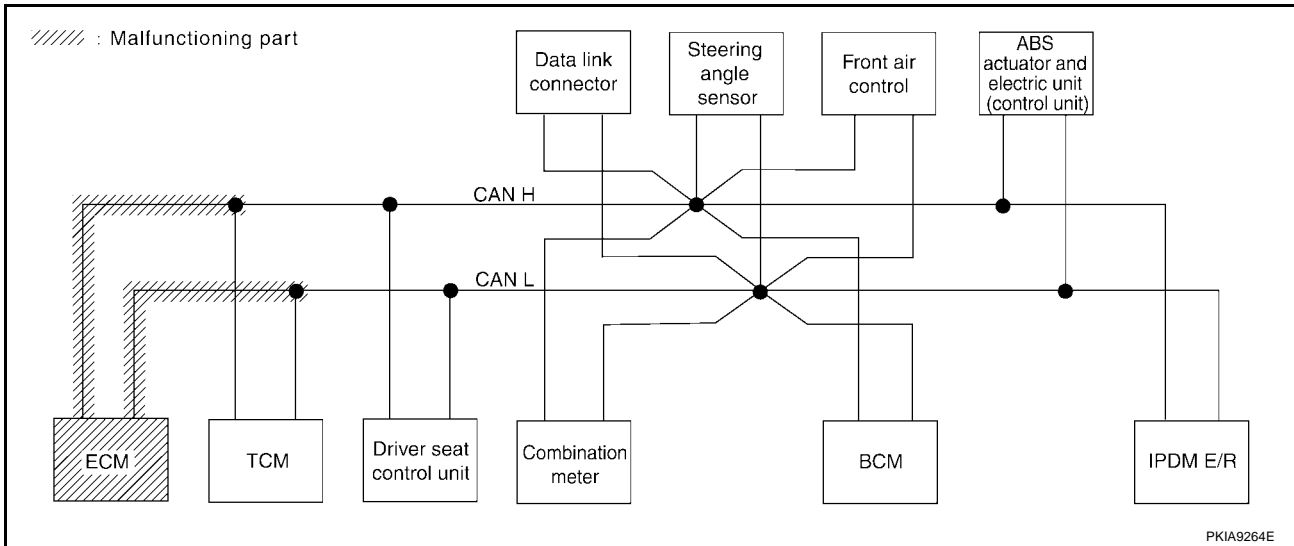 : Malfunctioning part
Data link
connector
Steering
angle
sensor
Front air
control
ABS
actuator and
electric unit
(control unit)
CAN H
CAN L
ECM
TCM
Driver seat
control unit
Combination
meter
BCM
IPDM E/R
PKIA9264E